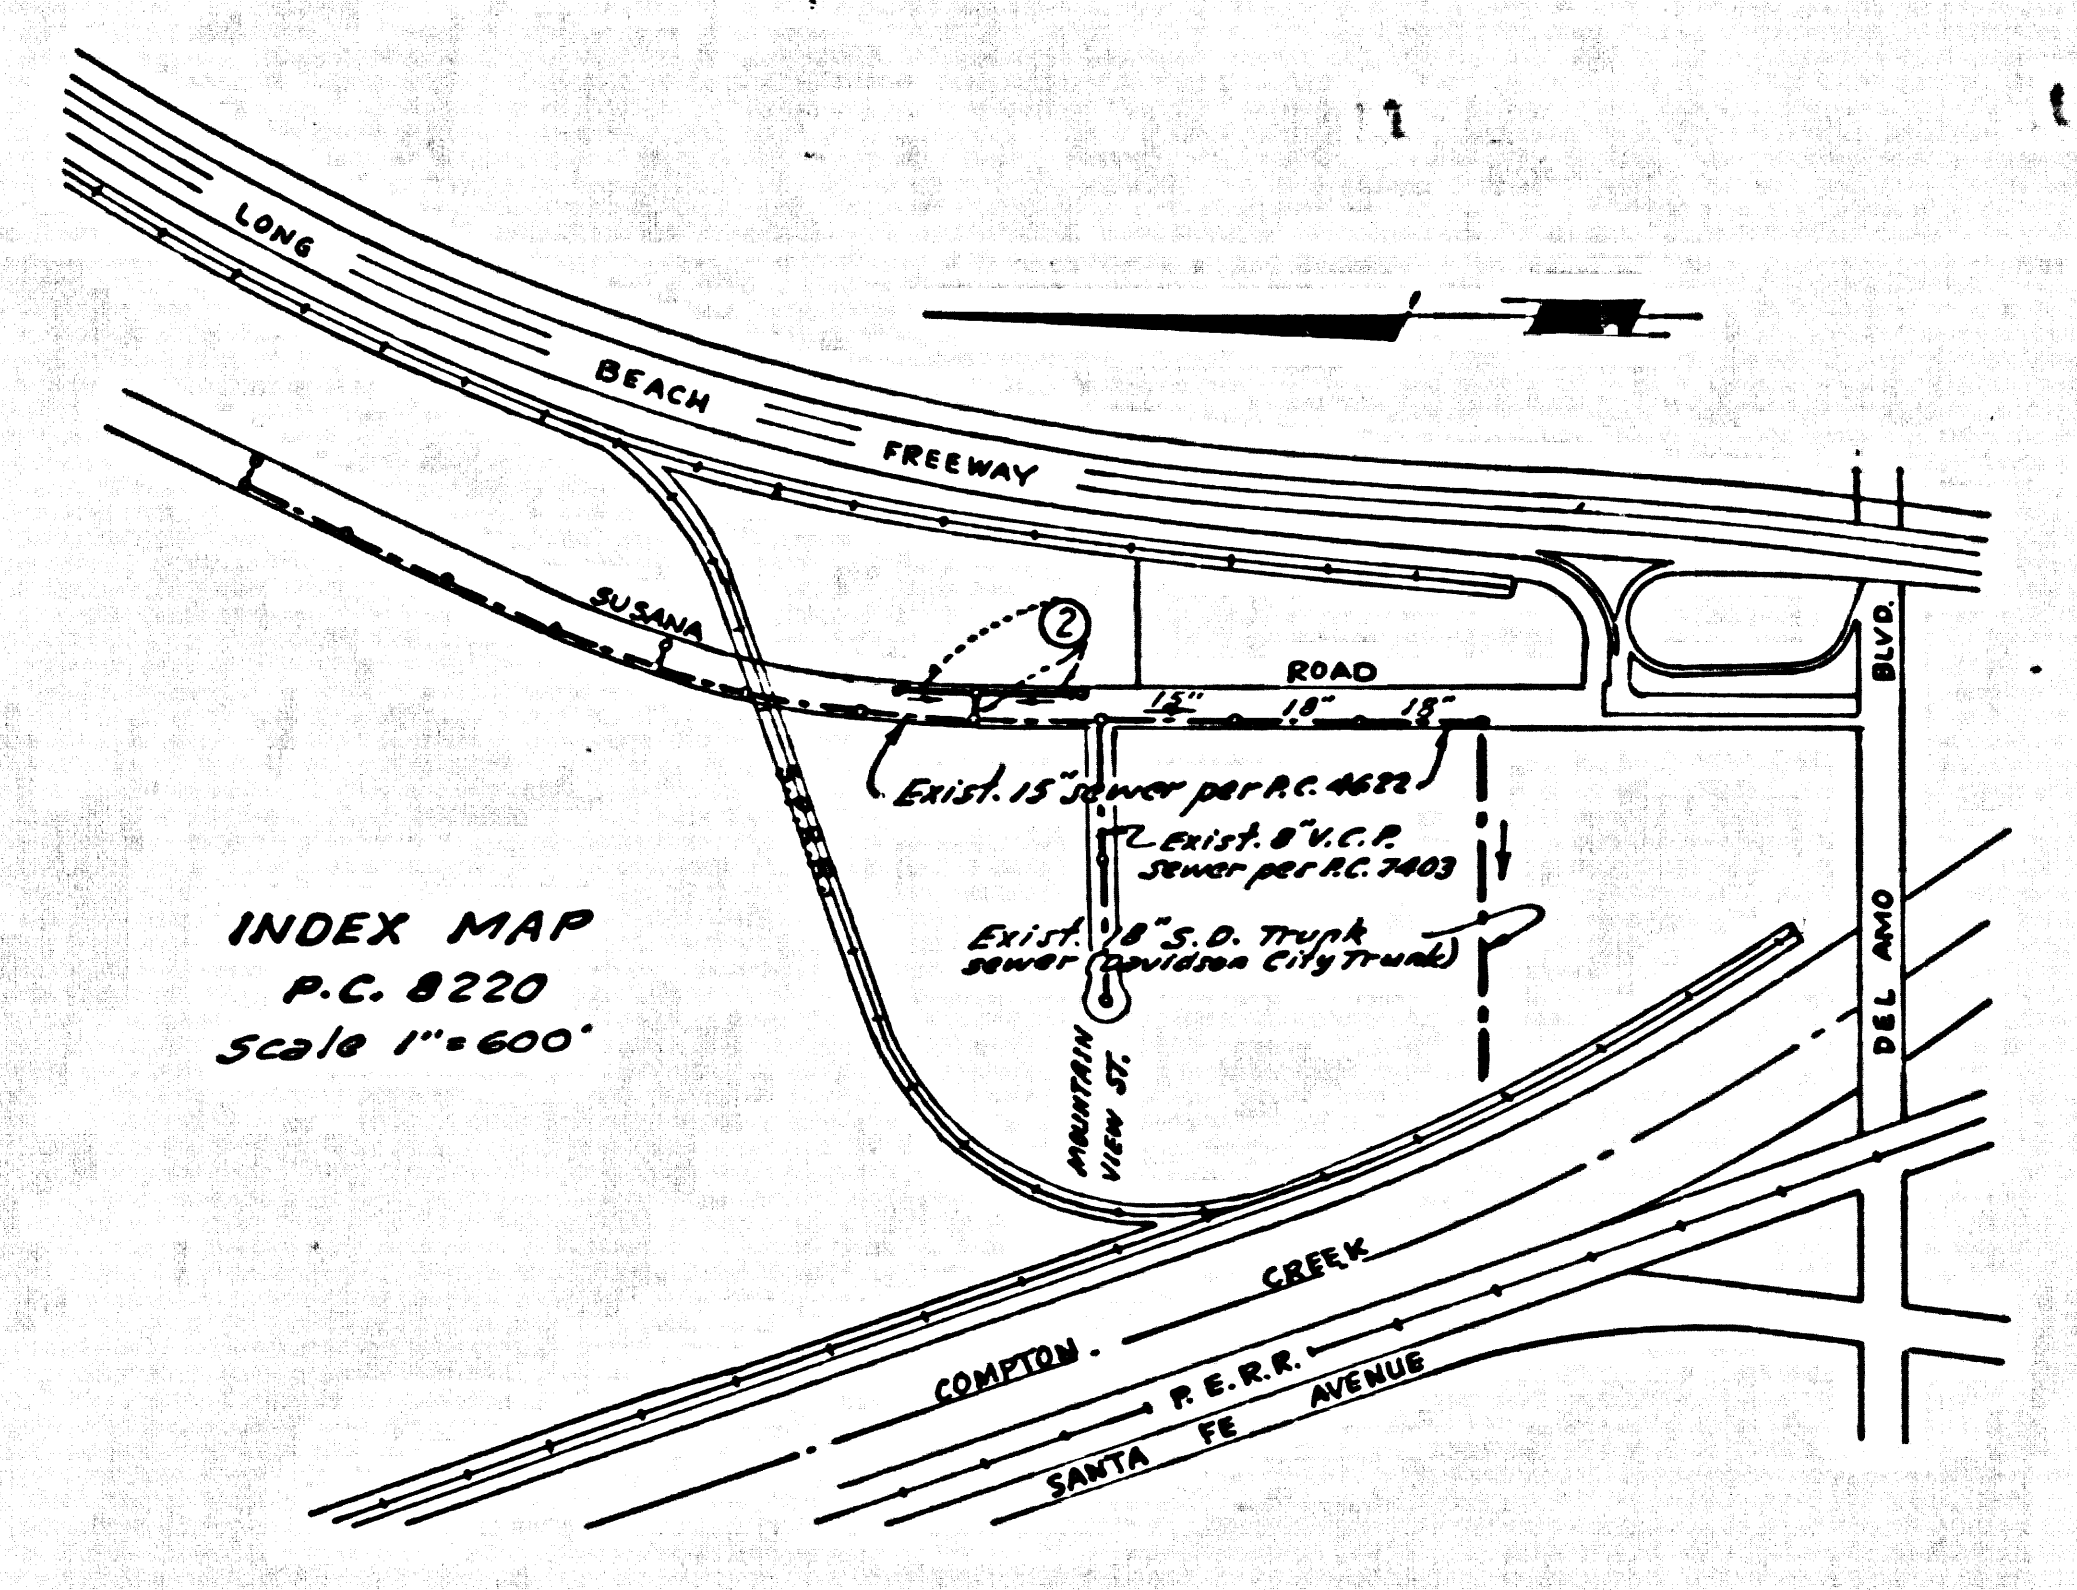 LONG BEACH FREEWAY
SUSANA ROAD
2
15"
18"
18"
Exist. 15" sewer per P.C. 4622
Exist. 8" V.C.P.
sewer per P.C. 7403
Exist. 18" S.D. Trunk
sewer (Davidson City Trunk)
MOUNTAIN
VIEW ST.
DEL AMO BLVD.
INDEX MAP
P.C. 8220
Scale 1"=600'
COMPTON CREEK
P.E.R.R.
SANTA FE AVENUE